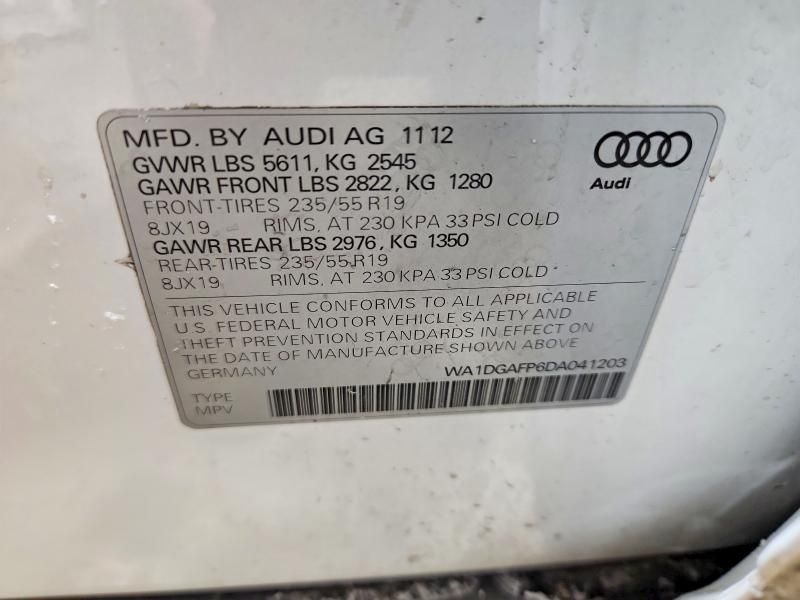 MFD. BY AUDI AG 11 12
GVWR LBS 5611, KG 2545
GAWR FRONT LBS 2822, KG 1280
FRONT-TIRES 235/55 R19
8JX19 RIMS, AT 230 KPA 33 PSI COLD
GAWR REAR LBS 2976, KG 1350
REAR-TIRES 235/55 R19
8JX19 RIMS, AT 230 KPA 33 PSI COLD
Audi
THIS VEHICLE CONFORMS TO ALL APPLICABLE
U.S. FEDERAL MOTOR VEHICLE SAFETY AND
THEFT PREVENTION STANDARDS IN EFFECT ON
THE DATE OF MANUFACTURE SHOWN ABOVE
GERMANY WA1DGAFP6DA041203
TYPE
MPV